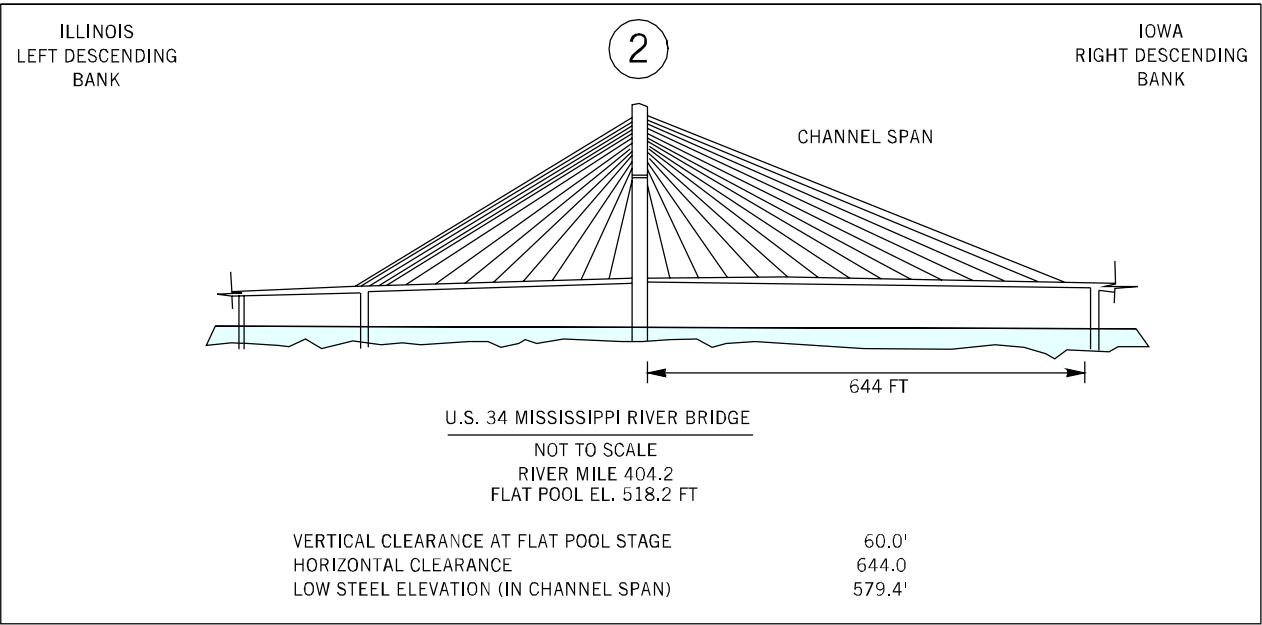 ILLINOIS
LEFT DESCENDING
BANK
2
IOWA
RIGHT DESCENDING
BANK
CHANNEL SPAN
644 FT
U.S. 34 MISSISSIPPI RIVER BRIDGE
NOT TO SCALE
RIVER MILE 404.2
FLAT POOL EL. 518.2 FT
VERTICAL CLEARANCE AT FLAT POOL STAGE 60.0'
HORIZONTAL CLEARANCE 644.0
LOW STEEL ELEVATION (IN CHANNEL SPAN) 579.4'